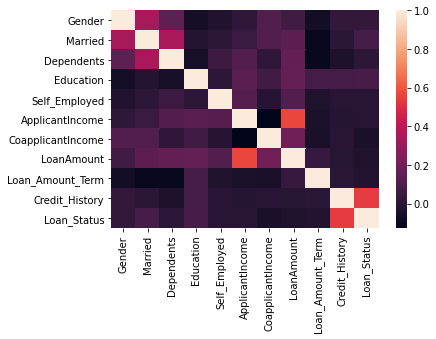 Gender
Married
Dependents
Education
Self_Employed
ApplicantIncome
CoapplicantIncome
LoanAmount
Loan_Amount_Term
Credit_History
Loan_Status
Gender
Married
Dependents
Education
Self_Employed
ApplicantIncome
CoapplicantIncome
LoanAmount
Loan_Amount_Term
Credit_History
Loan_Status
1.0
0.8
0.6
0.4
0.2
0.0